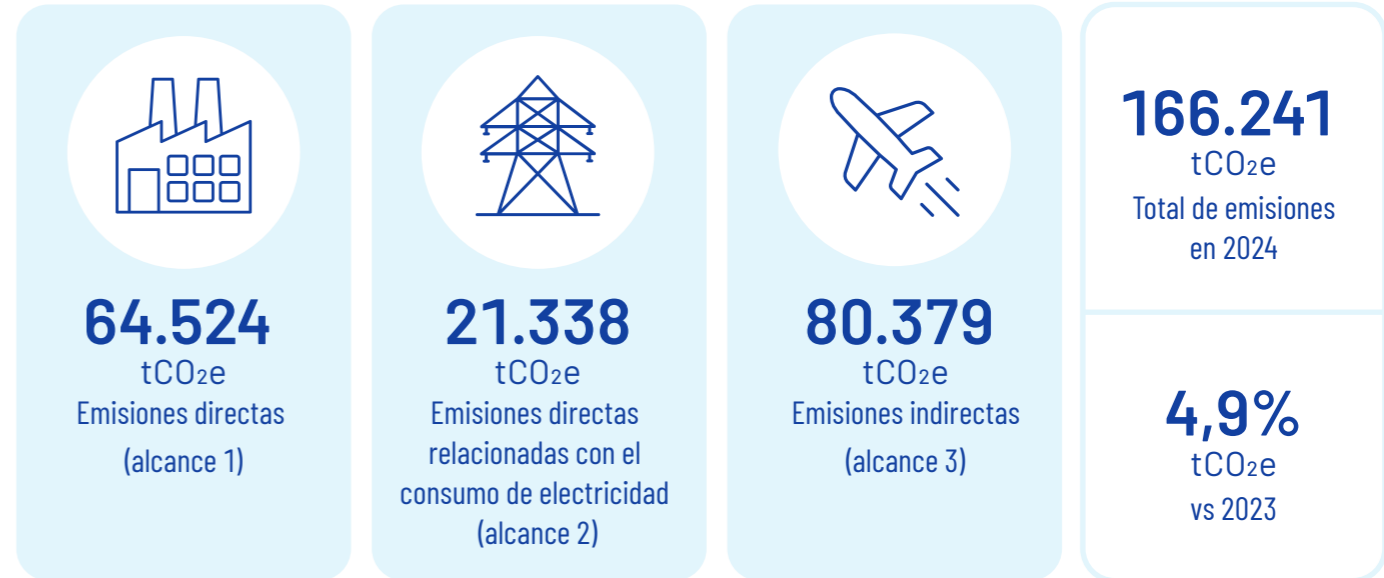 64.524
tCO₂e
Emisiones directas
(alcance 1)
21.338
tCO₂e
Emisiones directas
relacionadas con el
consumo de electricidad
(alcance 2)
80.379
tCO₂e
Emisiones indirectas
(alcance 3)
166.241
tCO₂e
Total de emisiones
en 2024
4,9%
tCO₂e
vs 2023